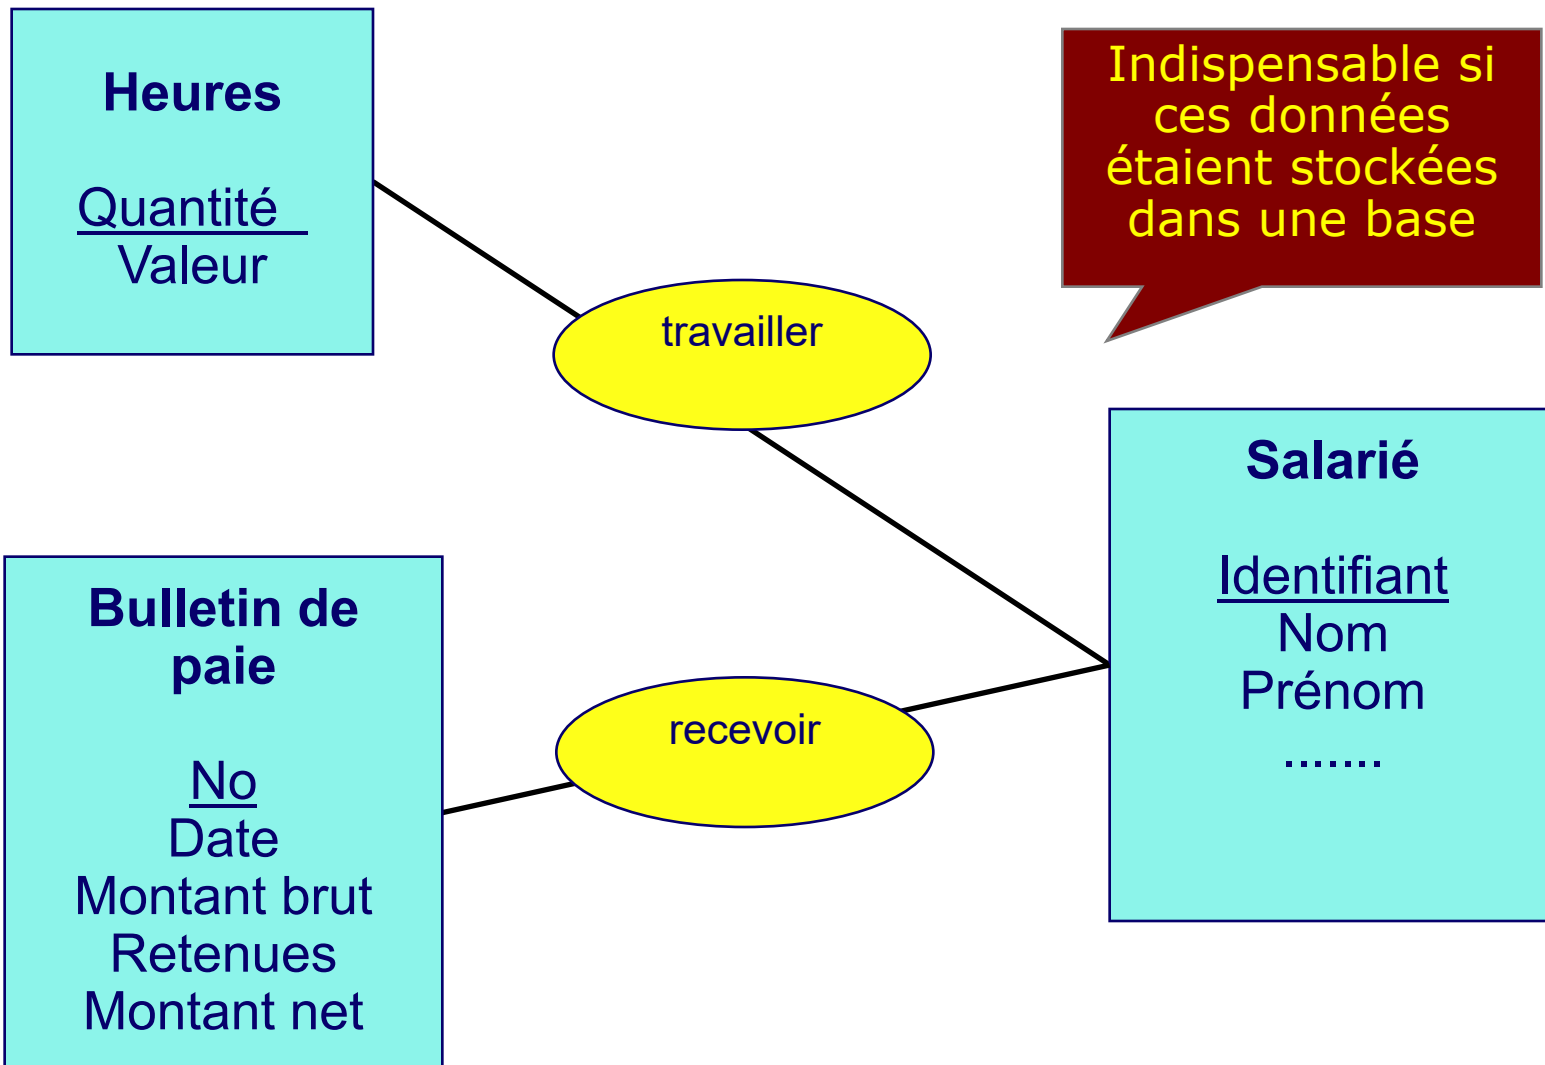 Heures
Quantité
Valeur
Indispensable si
ces données
étaient stockées
dans une base
travailler
Salarié
Identifiant
Nom
Prénom
.......
Bulletin de
paie
No
Date
Montant brut
Retenues
Montant net
recevoir